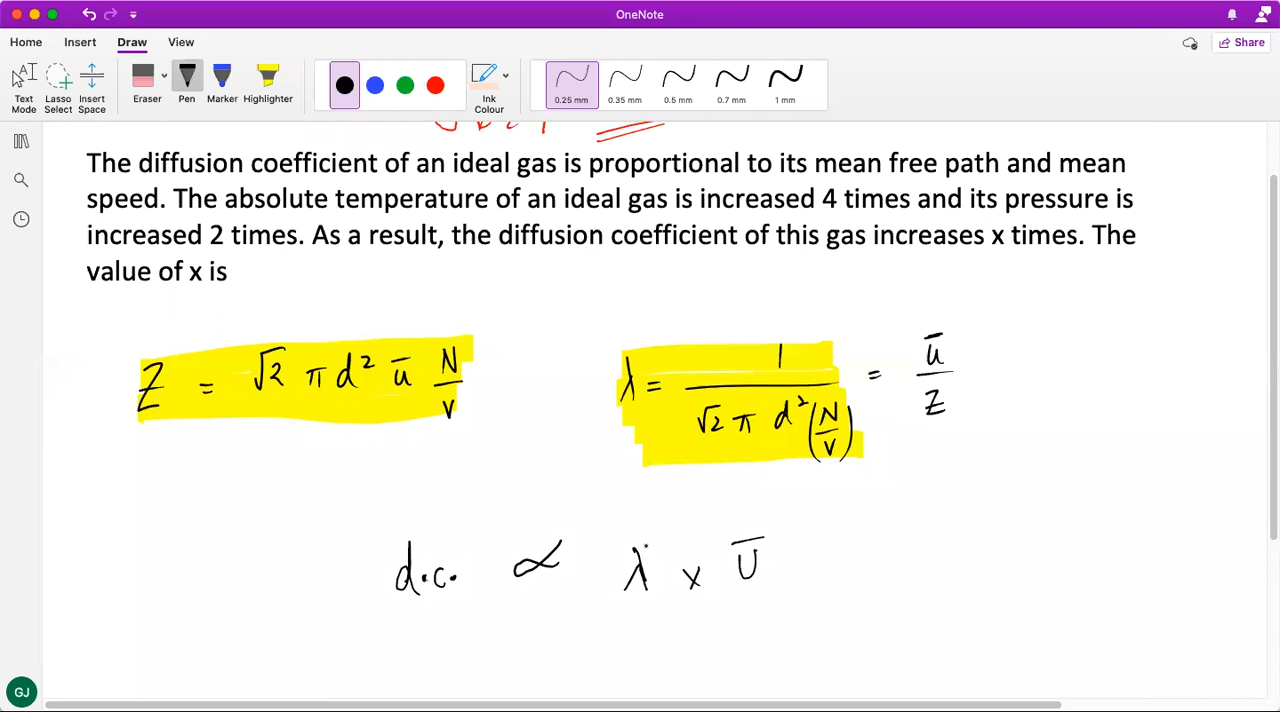 OneNote
Home Insert Draw View
Share
Text Mode
Lasso Select
Insert Space
Eraser
Pen
Marker
Highlighter
Ink Colour
0.25 mm
0.35 mm
0.5 mm
0.7 mm
1 mm
The diffusion coefficient of an ideal gas is proportional to its mean free path and mean
speed. The absolute temperature of an ideal gas is increased 4 times and its pressure is
increased 2 times. As a result, the diffusion coefficient of this gas increases x times. The
value of x is
Z = √2 π d² ū N/V
λ = 1/(√2 π d² (N/V)) = ū/Z
d.c. ∝ λ x Ū
GJ